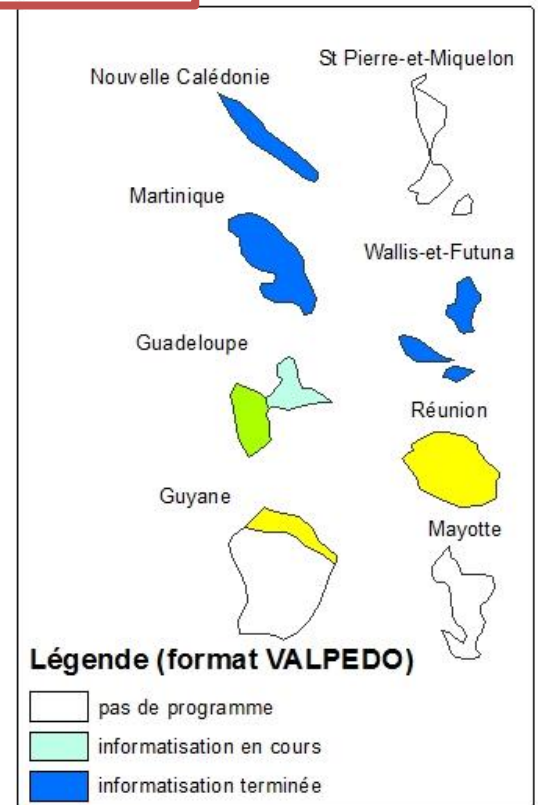 St Pierre-et-Miquelon
Nouvelle Calédonie
Martinique
Wallis-et-Futuna
Guadeloupe
Réunion
Guyane
Mayotte
Légende (format VALPEDO)
pas de programme
informatisation en cours
informatisation terminée